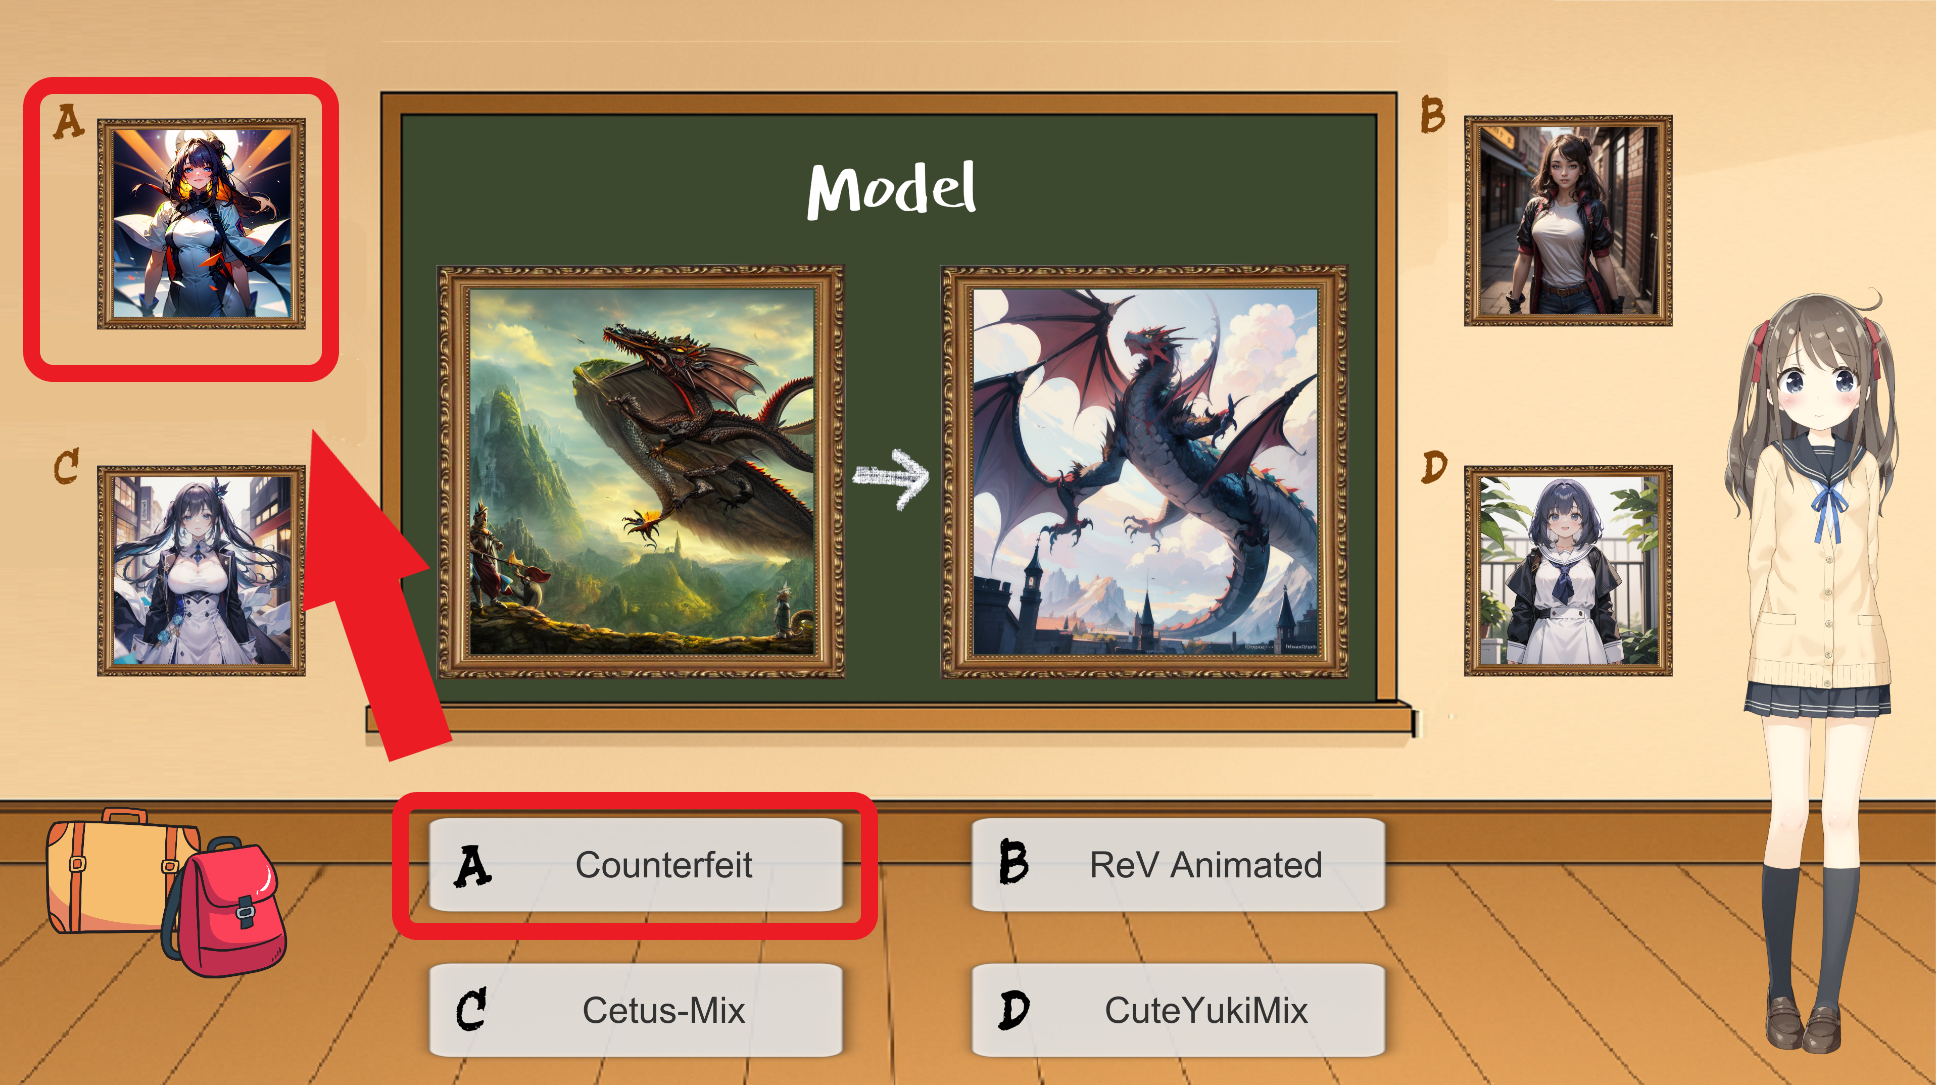 Model
A
B
C
D
A Counterfeit
B ReV Animated
C Cetus-Mix
D CuteYukiMix